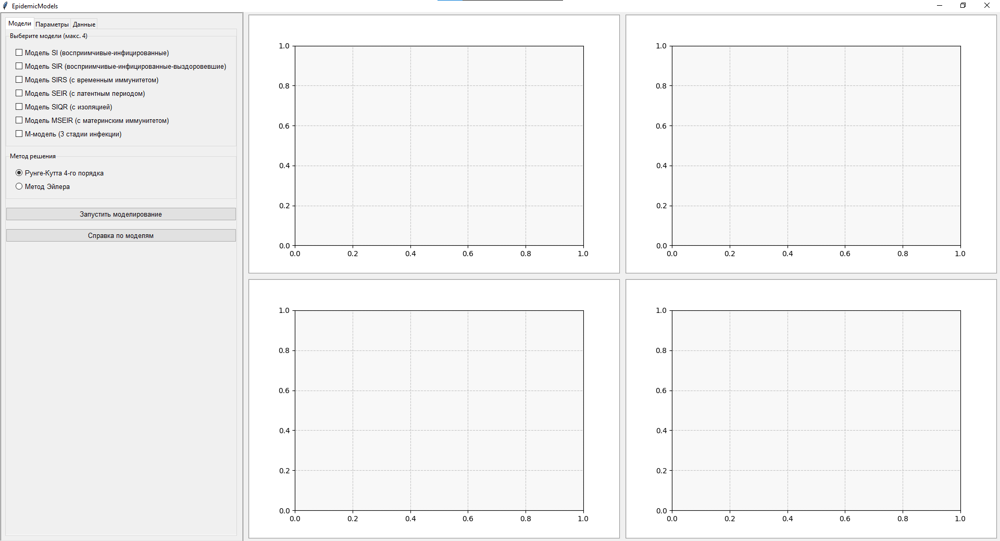 EpidemicModels
Модели Параметры Данные
Выберите модели (макс. 4)
Модель SI (восприимчивые-инфицированные)
Модель SIR (восприимчивые-инфицированные-выздоровевшие)
Модель SIRS (с временным иммунитетом)
Модель SEIR (с латентным периодом)
Модель SIQR (с изоляцией)
Модель MSEIR (с материнским иммунитетом)
М-модель (3 стадии инфекции)
Метод решения
Рунге-Кутта 4-го порядка
Метод Эйлера
Запустить моделирование
Справка по моделям
1.0
0.8
0.6
0.4
0.2
0.0
0.0 0.2 0.4 0.6 0.8 1.0
1.0
0.8
0.6
0.4
0.2
0.0
0.0 0.2 0.4 0.6 0.8 1.0
1.0
0.8
0.6
0.4
0.2
0.0
0.0 0.2 0.4 0.6 0.8 1.0
1.0
0.8
0.6
0.4
0.2
0.0
0.0 0.2 0.4 0.6 0.8 1.0